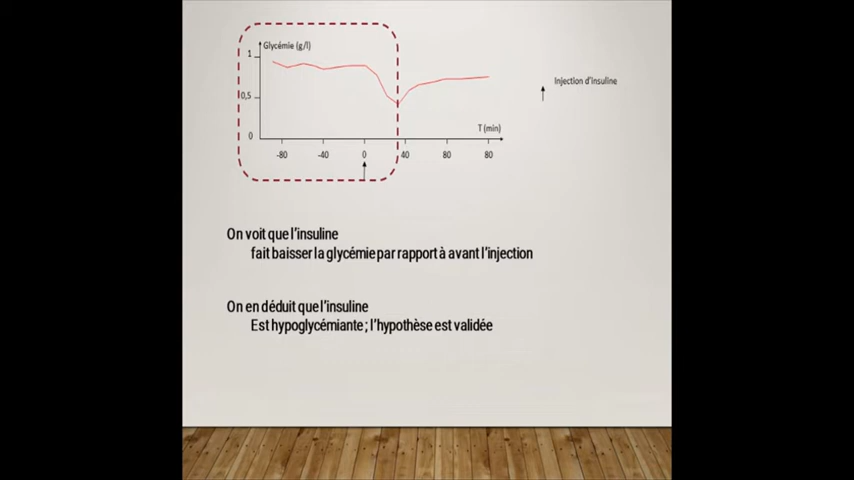 Glycémie (g/l)
1
0,5
0
T (min)
-80
-40
0
40
80
80
Injection d'Insuline
On voit que l'insuline
fait baisser la glycémie par rapport à avant l'injection
On en déduit que l'insuline
Est hypoglycémiante ; l'hypothèse est validée